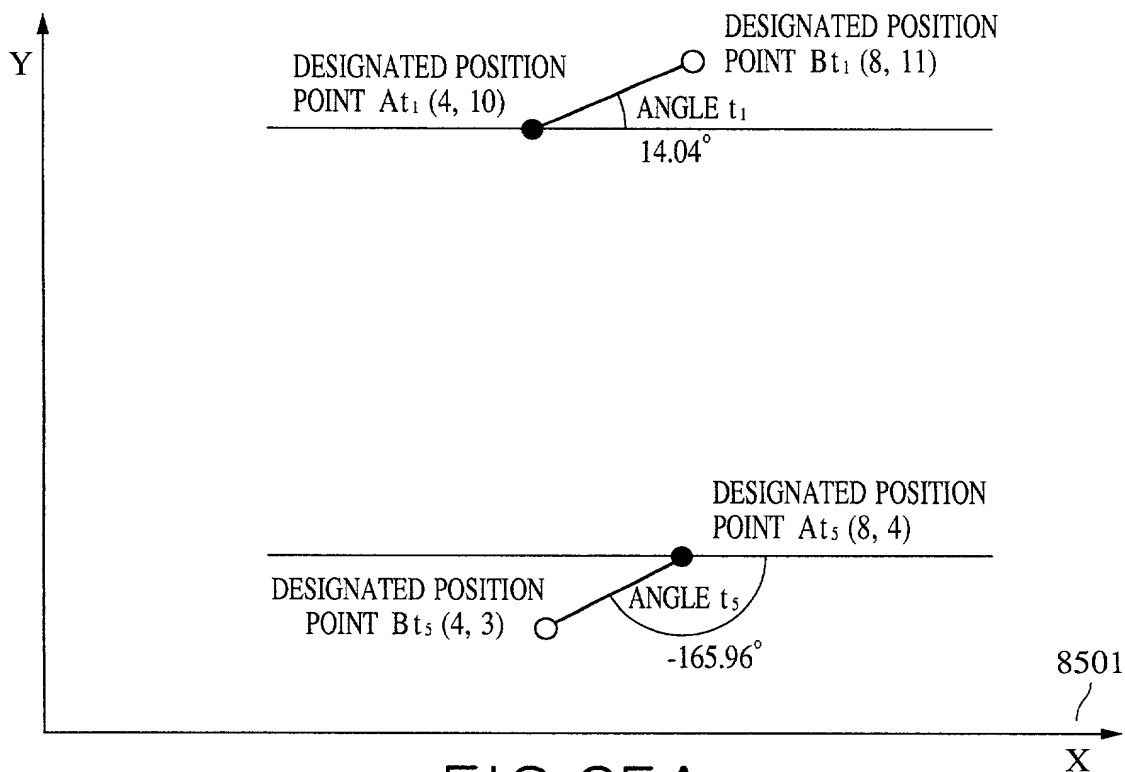 Y
DESIGNATED POSITION
POINT At₁ (4, 10)
DESIGNATED POSITION
POINT Bt₁ (8, 11)
ANGLE t₁
14.04°
DESIGNATED POSITION
POINT At₅ (8, 4)
DESIGNATED POSITION
POINT Bt₅ (4, 3)
ANGLE t₅
-165.96°
8501
X